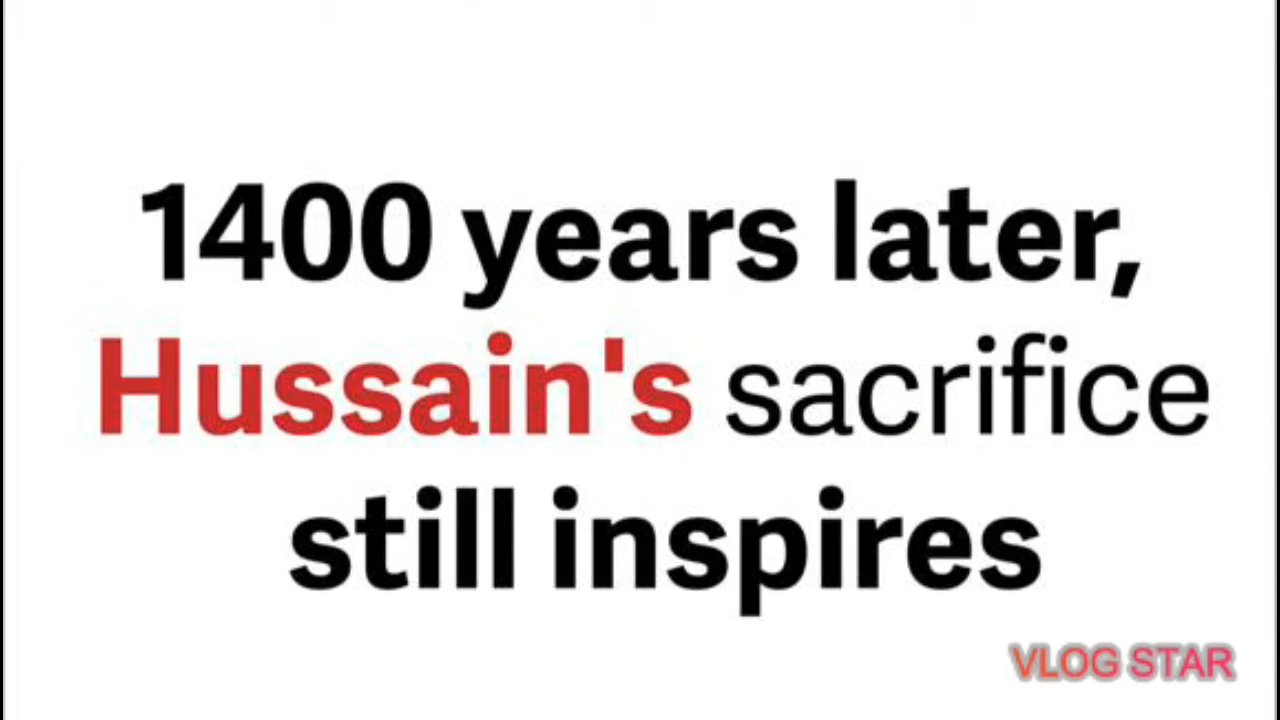 1400 years later,
Hussain's sacrifice
still inspires
VLOG STAR